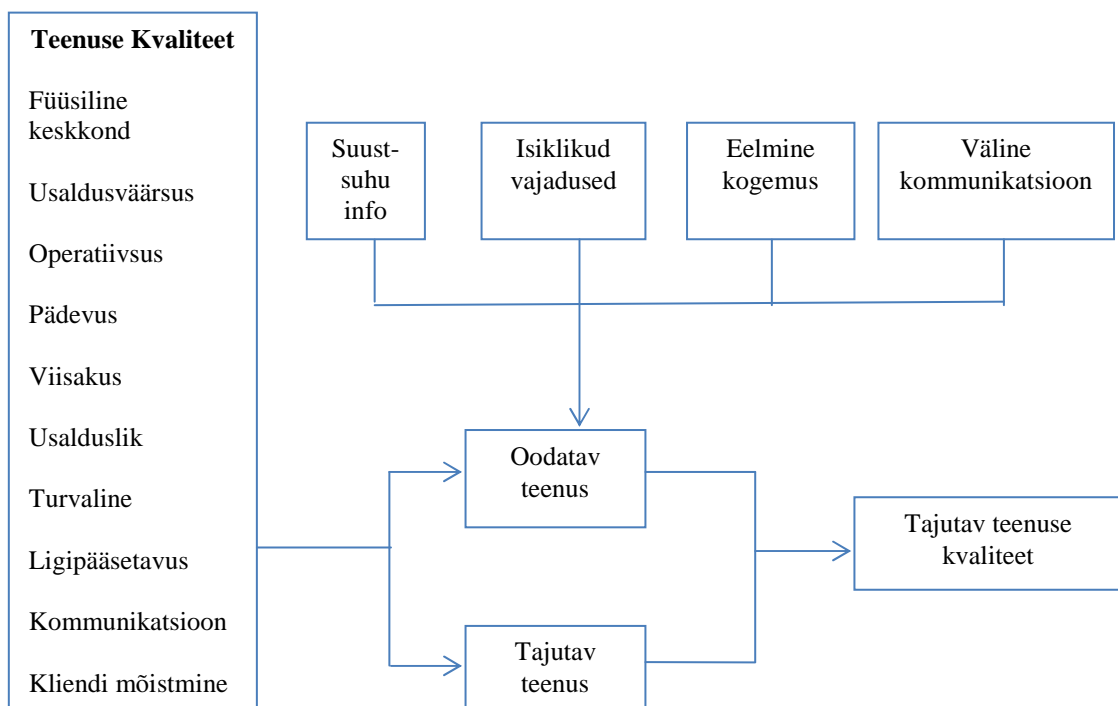 Teenuse Kvaliteet
Füüsiline
keskkond
Usaldusväärsus
Operatiivsus
Pädevus
Viisakus
Usalduslik
Turvaline
Ligipääsetavus
Kommunikatsioon
Kliendi mõistmine
Suust-
suhu
info
Isiklikud
vajadused
Eelmine
kogemus
Väline
kommunikatsioon
Oodatav
teenus
Tajutav
teenus
Tajutav teenuse
kvaliteet